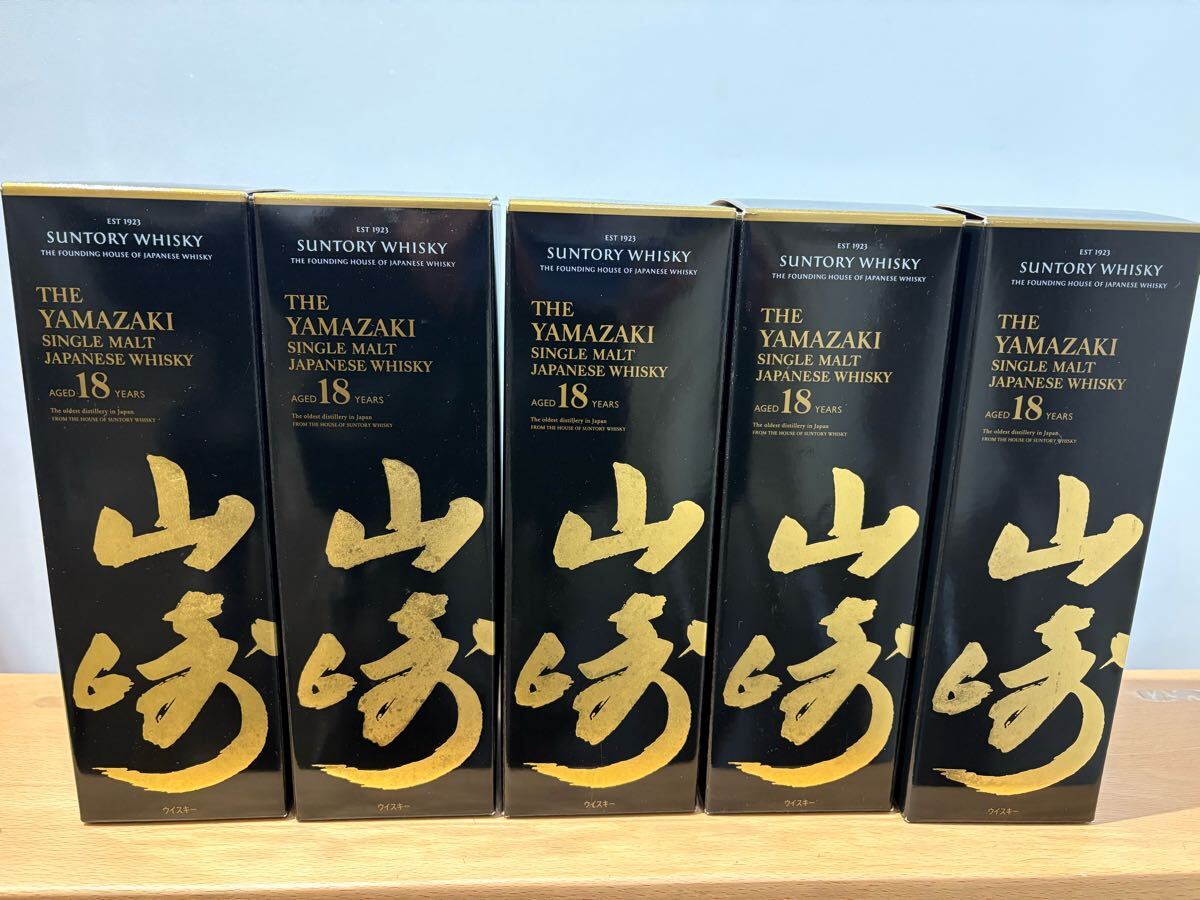 EST 1923
SUNTORY WHISKY
THE FOUNDING HOUSE OF JAPANESE WHISKY
THE
YAMAZAKI
SINGLE MALT
JAPANESE WHISKY
AGED 18 YEARS
The oldest distillery in Japan
FROM THE HOUSE OF SUNTORY WHISKY
山崎
ウイスキー
EST 1923
SUNTORY WHISKY
THE FOUNDING HOUSE OF JAPANESE WHISKY
THE
YAMAZAKI
SINGLE MALT
JAPANESE WHISKY
AGED 18 YEARS
The oldest distillery in Japan
FROM THE HOUSE OF SUNTORY WHISKY
山崎
ウイスキー
EST 1923
SUNTORY WHISKY
THE FOUNDING HOUSE OF JAPANESE WHISKY
THE
YAMAZAKI
SINGLE MALT
JAPANESE WHISKY
AGED 18 YEARS
The oldest distillery in Japan
FROM THE HOUSE OF SUNTORY WHISKY
山崎
ウイスキー
EST 1923
SUNTORY WHISKY
THE FOUNDING HOUSE OF JAPANESE WHISKY
THE
YAMAZAKI
SINGLE MALT
JAPANESE WHISKY
AGED 18 YEARS
The oldest distillery in Japan
FROM THE HOUSE OF SUNTORY WHISKY
山崎
ウイスキー
EST 1923
SUNTORY WHISKY
THE FOUNDING HOUSE OF JAPANESE WHISKY
THE
YAMAZAKI
SINGLE MALT
JAPANESE WHISKY
AGED 18 YEARS
The oldest distillery in Japan
FROM THE HOUSE OF SUNTORY WHISKY
山崎
ウイスキー